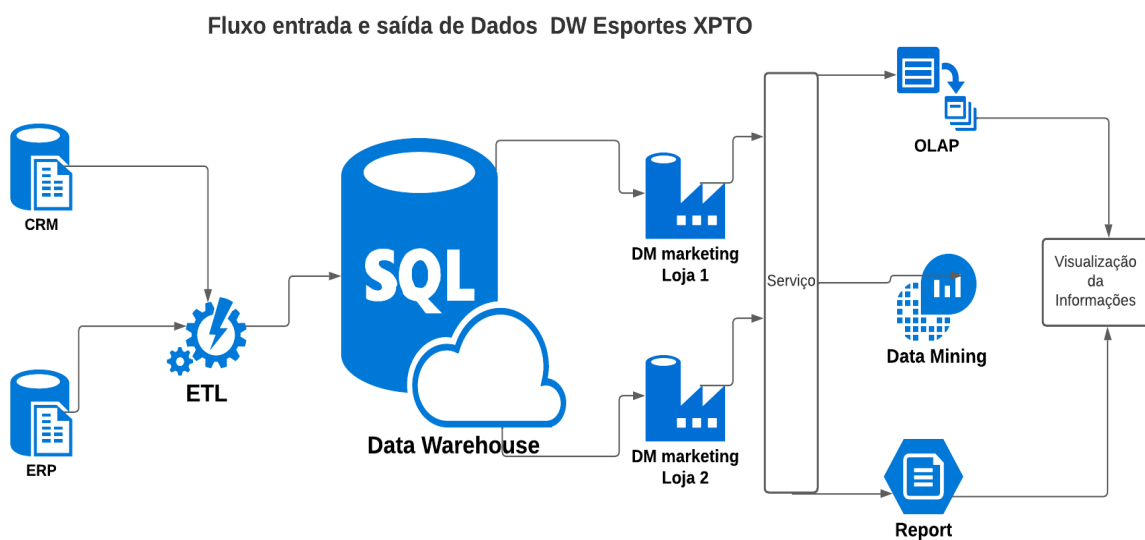 Fluxo entrada e saída de Dados DW Esportes XPTO
CRM
ERP
ETL
SQL
Data Warehouse
DM marketing
Loja 1
DM marketing
Loja 2
Serviço
OLAP
Data Mining
Report
Visualização
da
Informações